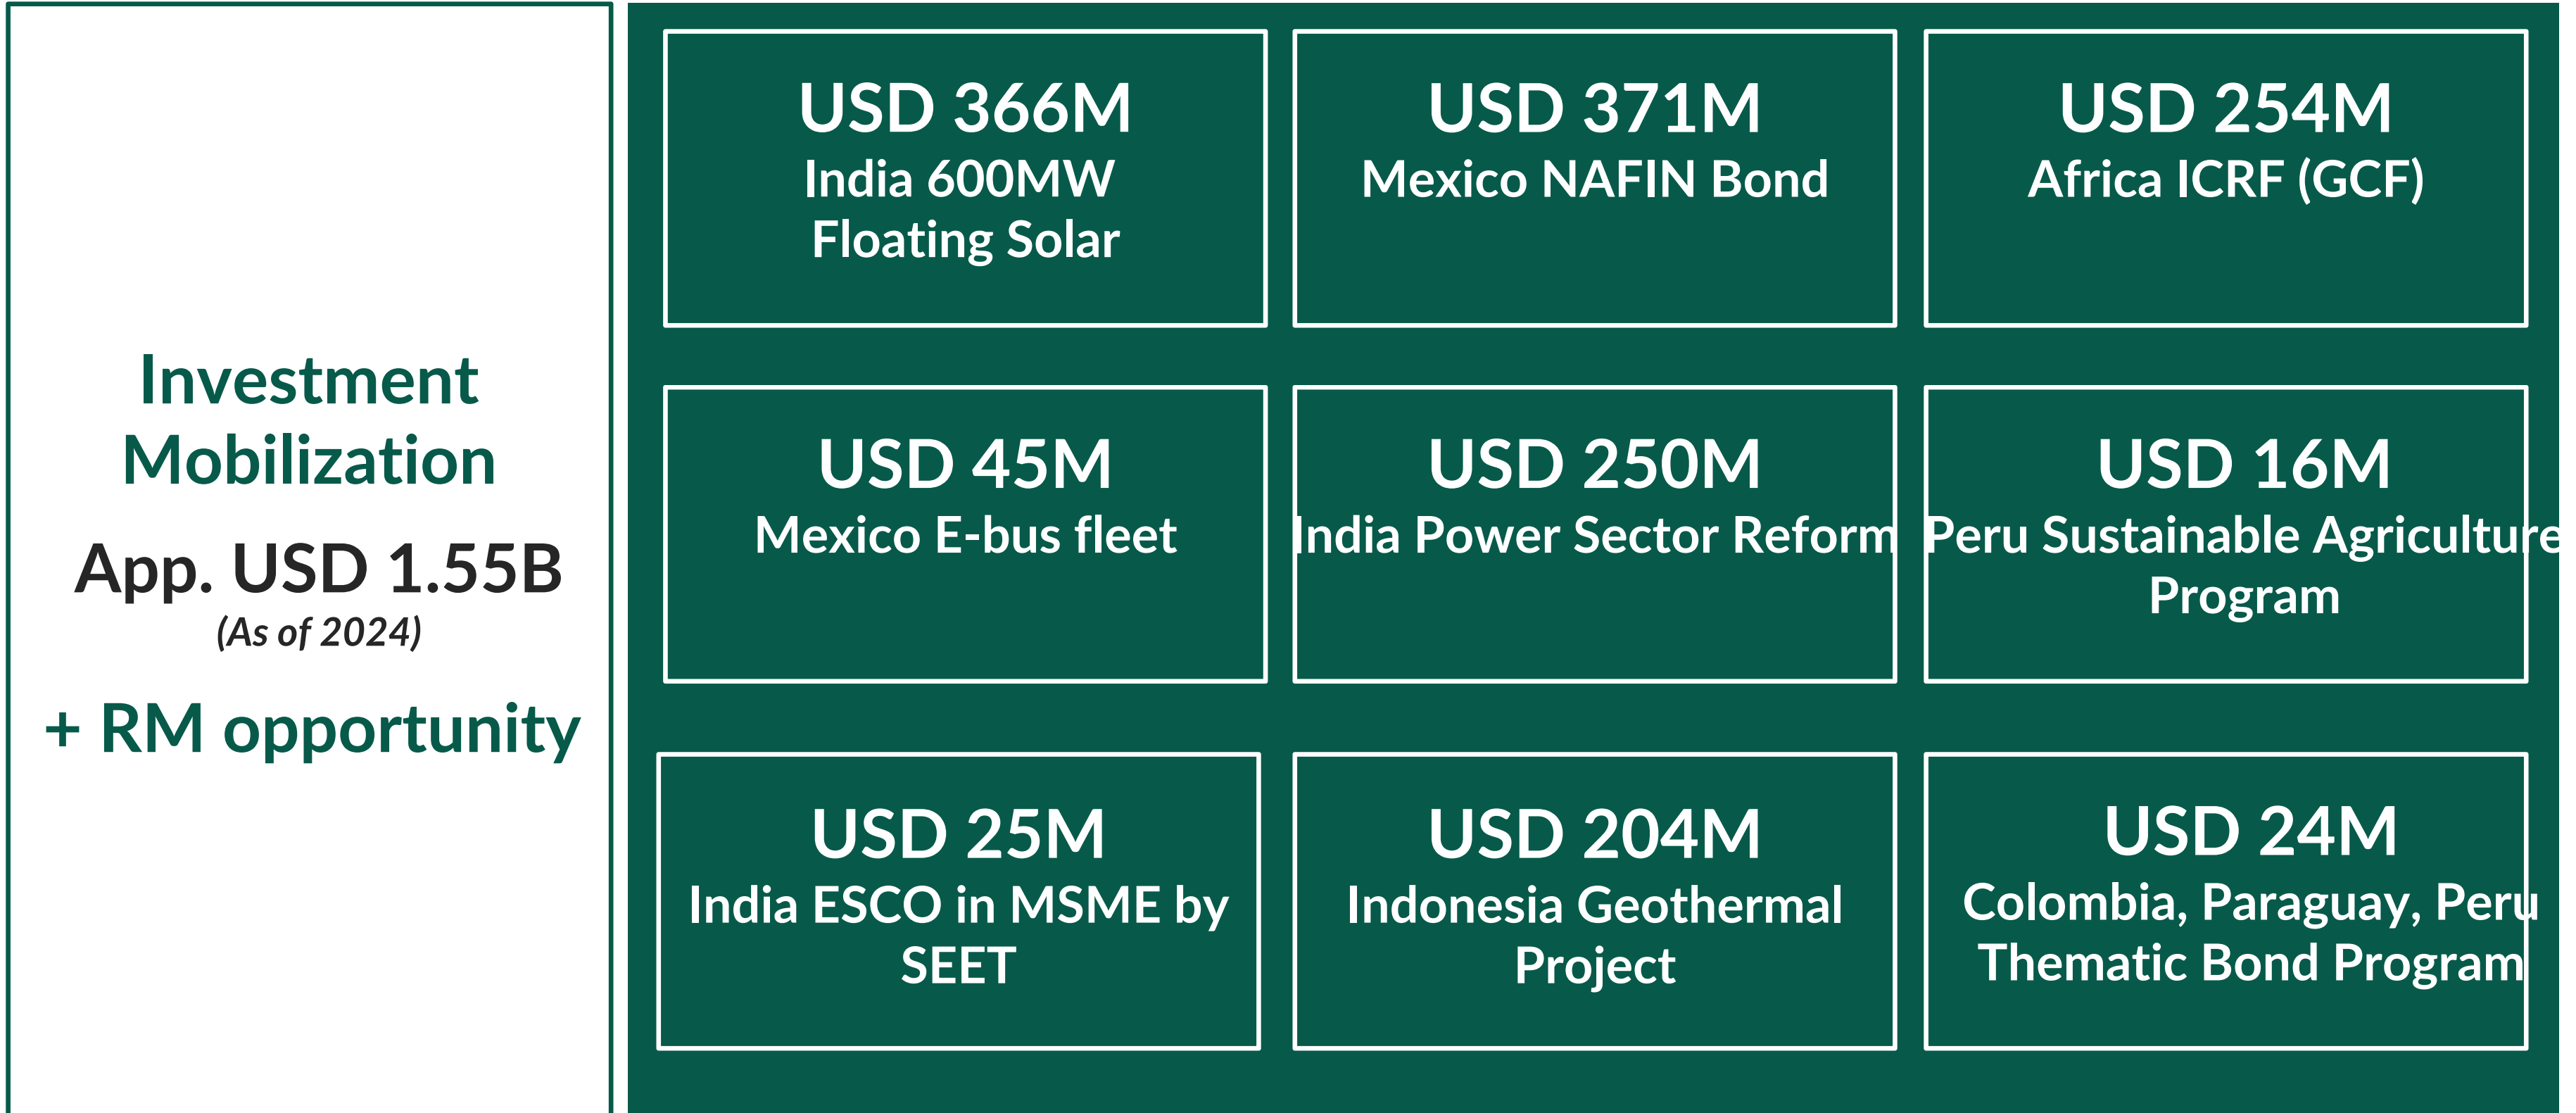 Investment
Mobilization
App. USD 1.55B
(As of 2024)
+ RM opportunity
USD 366M
India 600MW
Floating Solar
USD 371M
Mexico NAFIN Bond
USD 254M
Africa ICRF (GCF)
USD 45M
Mexico E-bus fleet
USD 250M
India Power Sector Reform
USD 16M
Peru Sustainable Agriculture
Program
USD 25M
India ESCO in MSME by
SEET
USD 204M
Indonesia Geothermal
Project
USD 24M
Colombia, Paraguay, Peru
Thematic Bond Program